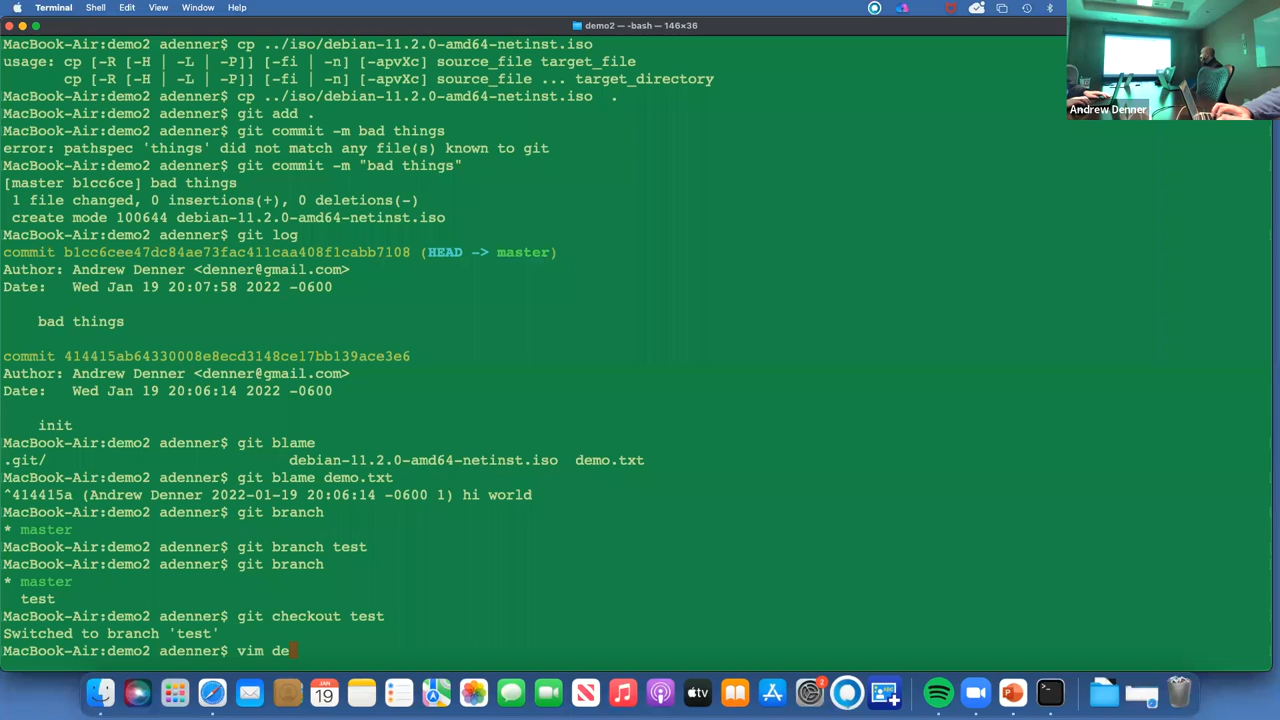 Terminal Shell Edit View Window Help
demo2 — -bash — 146×36
MacBook-Air:demo2 adenner$ cp ../iso/debian-11.2.0-amd64-netinst.iso
usage: cp [-R [-H | -L | -P]] [-fi | -n] [-apvXc] source_file target_file
cp [-R [-H | -L | -P]] [-fi | -n] [-apvXc] source_file ... target_directory
MacBook-Air:demo2 adenner$ cp ../iso/debian-11.2.0-amd64-netinst.iso  .
MacBook-Air:demo2 adenner$ git add .
MacBook-Air:demo2 adenner$ git commit -m bad things
error: pathspec 'things' did not match any file(s) known to git
MacBook-Air:demo2 adenner$ git commit -m "bad things"
[master b1cc6ce] bad things
1 file changed, 0 insertions(+), 0 deletions(-)
create mode 100644 debian-11.2.0-amd64-netinst.iso
MacBook-Air:demo2 adenner$ git log
commit b1cc6cee47dc84ae73fac411caa408f1cabb7108 (HEAD -> master)
Author: Andrew Denner <denner@gmail.com>
Date:   Wed Jan 19 20:07:58 2022 -0600
bad things
commit 414415ab64330008e8ecd3148ce17bb139ace3e6
Author: Andrew Denner <denner@gmail.com>
Date:   Wed Jan 19 20:06:14 2022 -0600
init
MacBook-Air:demo2 adenner$ git blame
.git/ debian-11.2.0-amd64-netinst.iso demo.txt
MacBook-Air:demo2 adenner$ git blame demo.txt
^414415a (Andrew Denner 2022-01-19 20:06:14 -0600 1) hi world
MacBook-Air:demo2 adenner$ git branch
* master
MacBook-Air:demo2 adenner$ git branch test
MacBook-Air:demo2 adenner$ git branch
* master
test
MacBook-Air:demo2 adenner$ git checkout test
Switched to branch 'test'
MacBook-Air:demo2 adenner$ vim de
Andrew Denner
JAN
19
tv
2